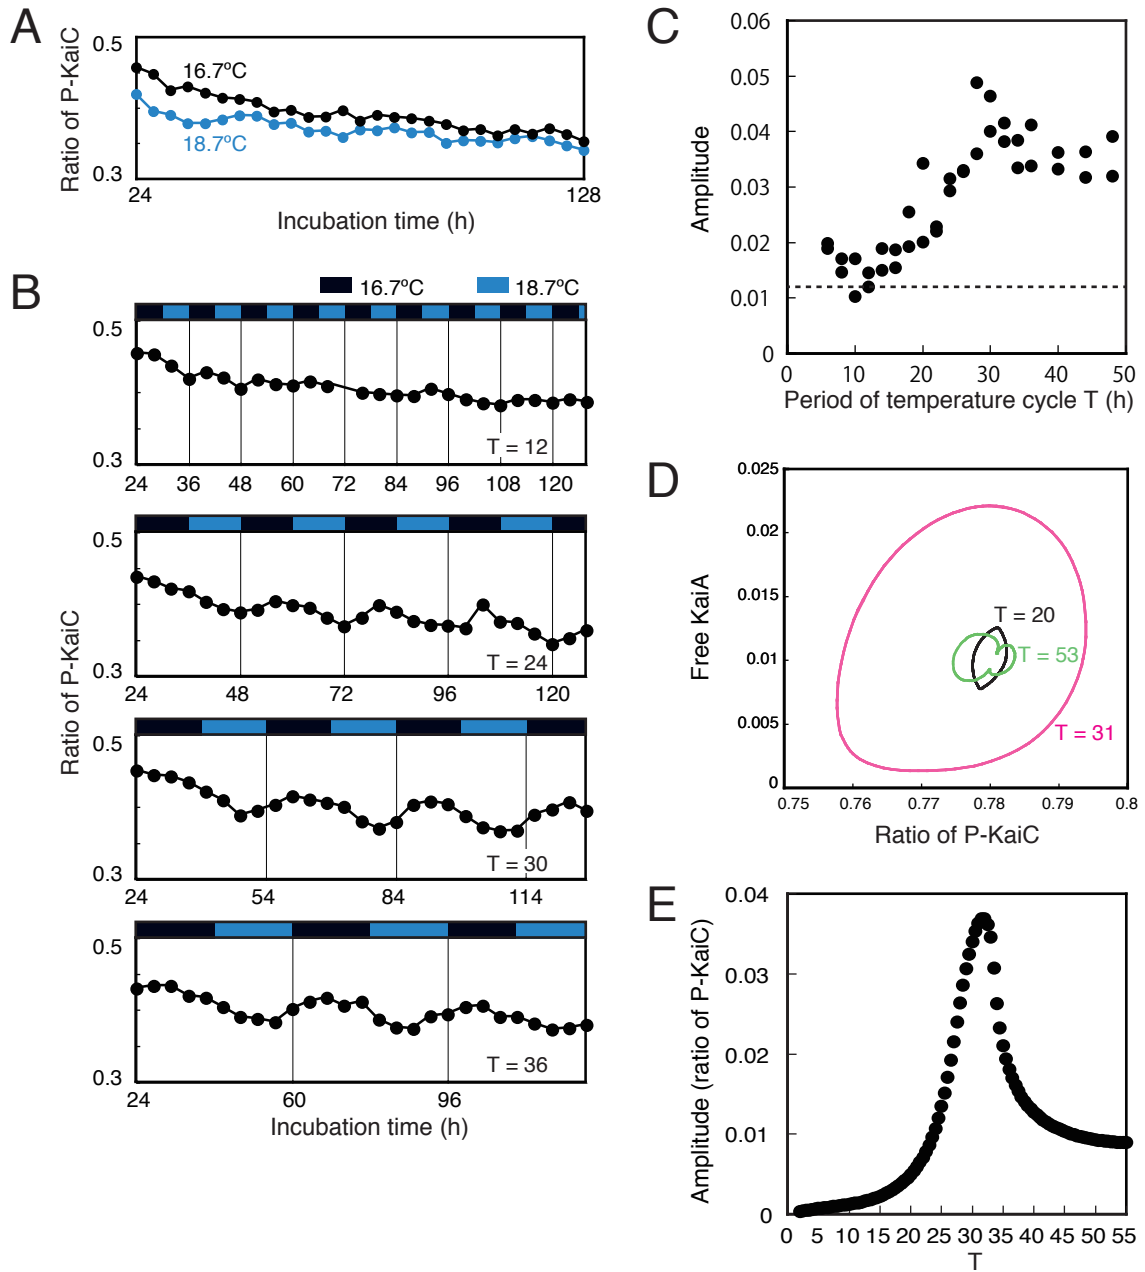 A
Ratio of P-KaiC
0.5
0.3
16.7ºC
18.7ºC
24
128
Incubation time (h)
B
16.7ºC
18.7ºC
Ratio of P-KaiC
0.5
0.3
T = 12
24 36 48 60 72 84 96 108 120
0.5
0.3
T = 24
24 48 72 96 120
0.5
0.3
T = 30
24 54 84 114
0.5
0.3
T = 36
24 60 96
Incubation time (h)
C
Amplitude
0.06
0.05
0.04
0.03
0.02
0.01
0
0 10 20 30 40 50
Period of temperature cycle T (h)
D
Free KaiA
0.025
0.02
0.015
0.01
0.005
0
T = 20
T = 53
T = 31
0.75 0.76 0.77 0.78 0.79 0.8
Ratio of P-KaiC
E
Amplitude (ratio of P-KaiC)
0.04
0.03
0.02
0.01
0
0 5 10 15 20 25 30 35 40 45 50 55
T